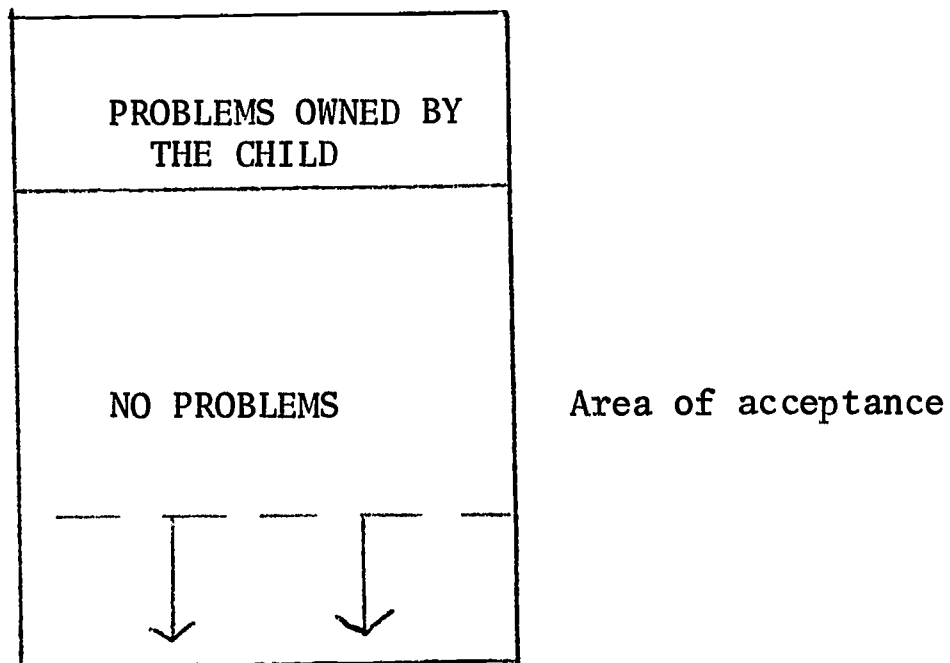 PROBLEMS OWNED BY
THE CHILD
NO PROBLEMS
Area of acceptance